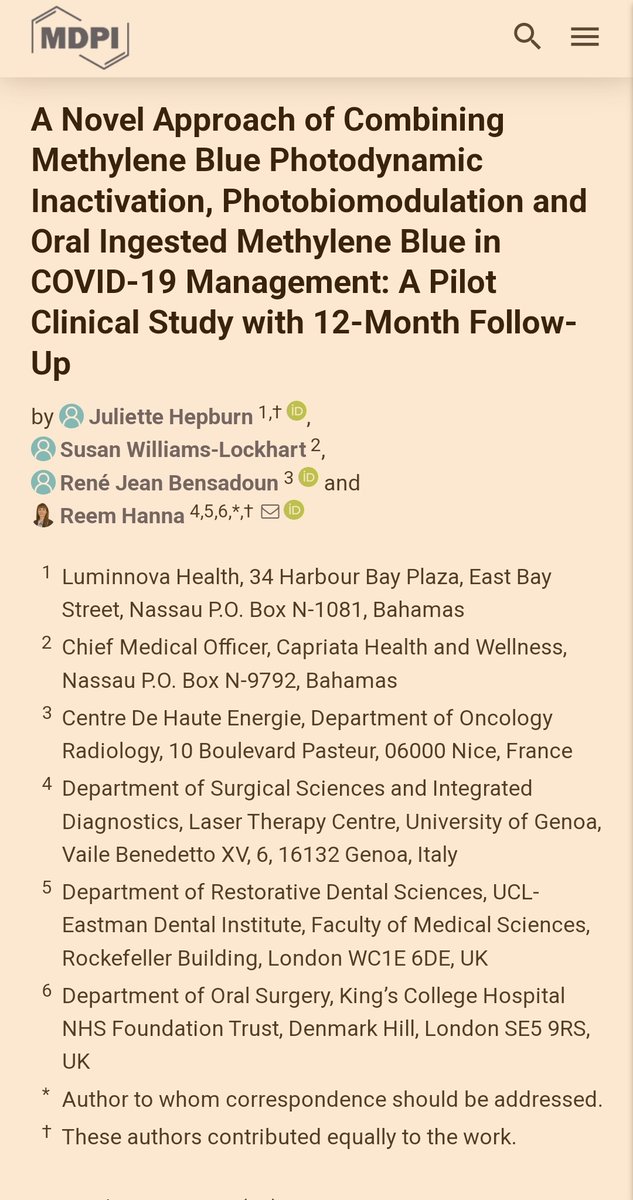 MDPI
A Novel Approach of Combining
Methylene Blue Photodynamic
Inactivation, Photobiomodulation and
Oral Ingested Methylene Blue in
COVID-19 Management: A Pilot
Clinical Study with 12-Month Follow-
Up
by Juliette Hepburn 1,† iD,
Susan Williams-Lockhart 2,
René Jean Bensadoun 3 iD and
Reem Hanna 4,5,6,*,† iD
1 Luminnova Health, 34 Harbour Bay Plaza, East Bay
Street, Nassau P.O. Box N-1081, Bahamas
2 Chief Medical Officer, Capriata Health and Wellness,
Nassau P.O. Box N-9792, Bahamas
3 Centre De Haute Energie, Department of Oncology
Radiology, 10 Boulevard Pasteur, 06000 Nice, France
4 Department of Surgical Sciences and Integrated
Diagnostics, Laser Therapy Centre, University of Genoa,
Vaile Benedetto XV, 6, 16132 Genoa, Italy
5 Department of Restorative Dental Sciences, UCL-
Eastman Dental Institute, Faculty of Medical Sciences,
Rockefeller Building, London WC1E 6DE, UK
6 Department of Oral Surgery, King’s College Hospital
NHS Foundation Trust, Denmark Hill, London SE5 9RS,
UK
* Author to whom correspondence should be addressed.
† These authors contributed equally to the work.